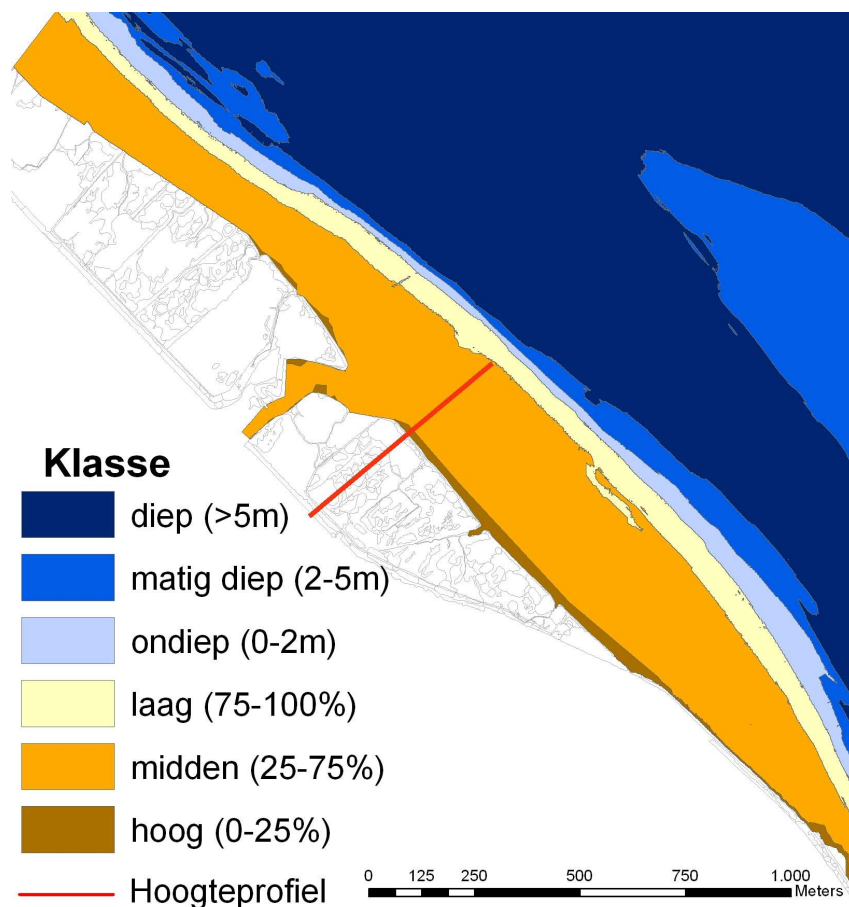 Klasse
diep (>5m)
matig diep (2-5m)
ondiep (0-2m)
laag (75-100%)
midden (25-75%)
hoog (0-25%)
Hoogteprofiel
0 125 250 500 750 1.000
Meters